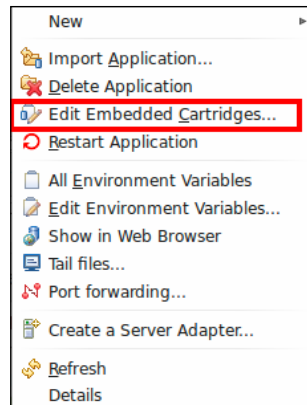 New
Import Application...
Delete Application
Edit Embedded Cartridges...
Restart Application
All Environment Variables
Edit Environment Variables...
Show in Web Browser
Tail files...
Port forwarding...
Create a Server Adapter...
Refresh
Details